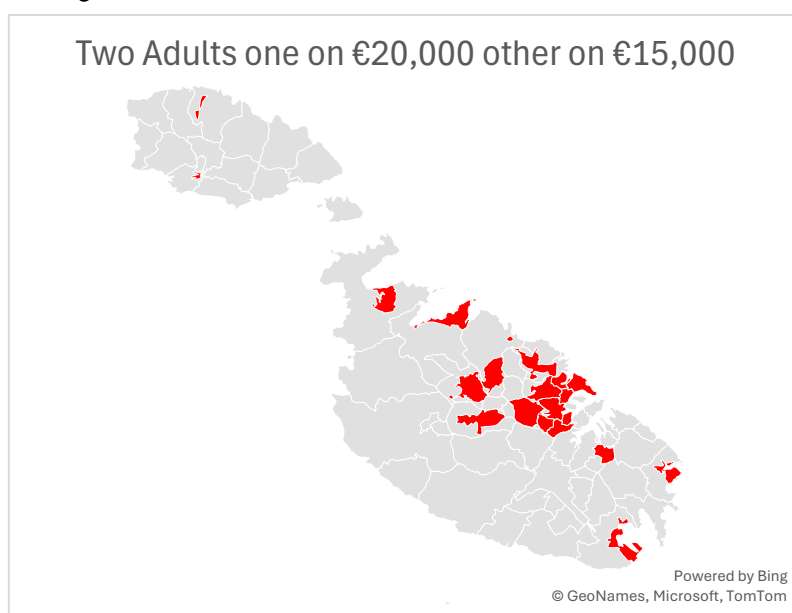 Two Adults one on €20,000 other on €15,000
Powered by Bing
© GeoNames, Microsoft, TomTom